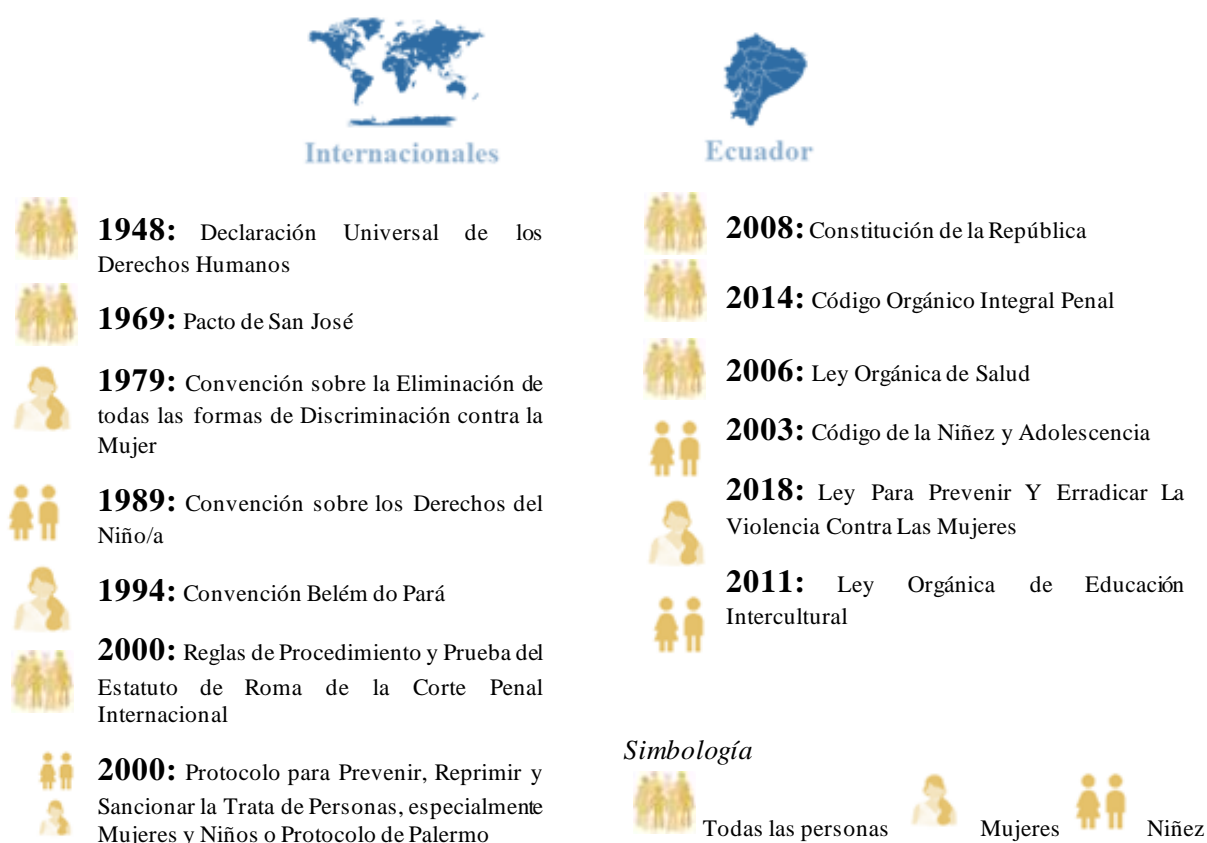 Internacionales
1948: Declaración Universal de los
Derechos Humanos
1969: Pacto de San José
1979: Convención sobre la Eliminación de
todas las formas de Discriminación contra la
Mujer
1989: Convención sobre los Derechos del
Niño/a
1994: Convención Belém do Pará
2000: Reglas de Procedimiento y Prueba del
Estatuto de Roma de la Corte Penal
Internacional
2000: Protocolo para Prevenir, Reprimir y
Sancionar la Trata de Personas, especialmente
Mujeres y Niños o Protocolo de Palermo
Ecuador
2008: Constitución de la República
2014: Código Orgánico Integral Penal
2006: Ley Orgánica de Salud
2003: Código de la Niñez y Adolescencia
2018: Ley Para Prevenir Y Erradicar La
Violencia Contra Las Mujeres
2011: Ley Orgánica de Educación
Intercultural
Simbología
Todas las personas Mujeres Niñez